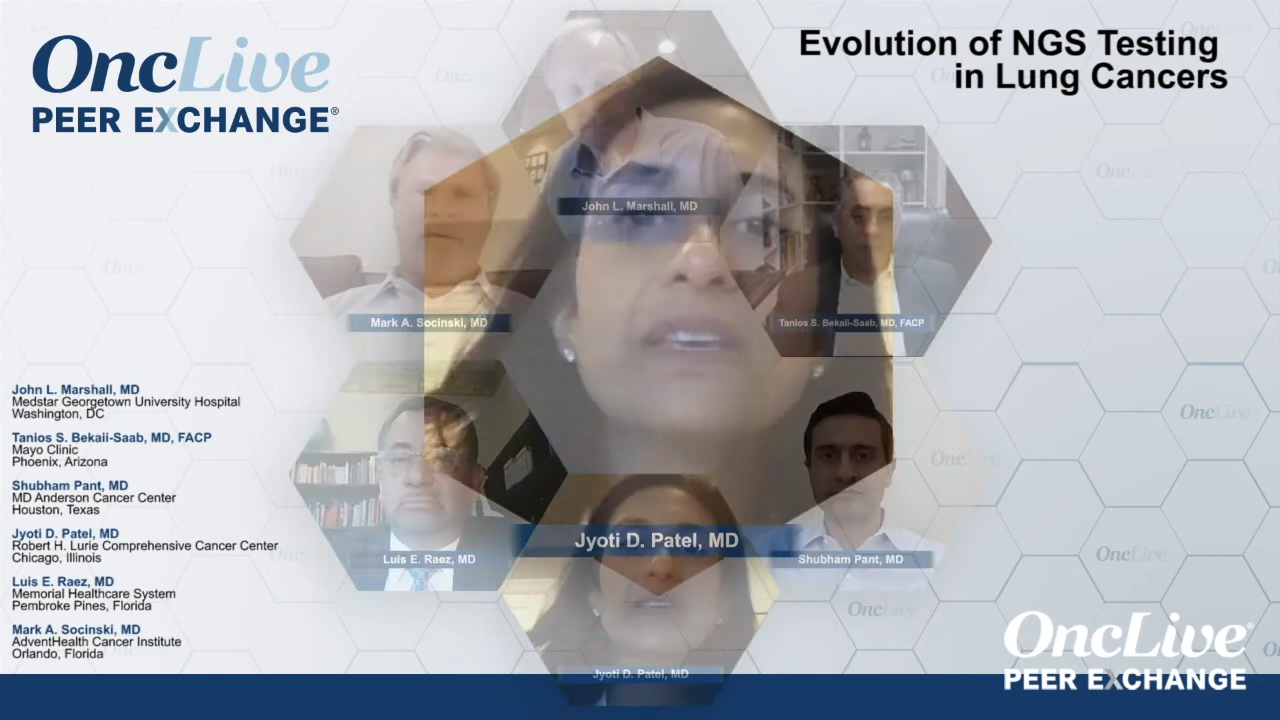 OncLive
PEER EXCHANGE®
Evolution of NGS Testing
in Lung Cancers
John L. Marshall, MD
Mark A. Socinski, MD
Tanios S. Bekaii-Saab, MD, FACP
Jyoti D. Patel, MD
Luis E. Raez, MD
Shubham Pant, MD
Jyoti D. Patel, MD
John L. Marshall, MD
Medstar Georgetown University Hospital
Washington, DC
Tanios S. Bekaii-Saab, MD, FACP
Mayo Clinic
Phoenix, Arizona
Shubham Pant, MD
MD Anderson Cancer Center
Houston, Texas
Jyoti D. Patel, MD
Robert H. Lurie Comprehensive Cancer Center
Chicago, Illinois
Luis E. Raez, MD
Memorial Healthcare System
Pembroke Pines, Florida
Mark A. Socinski, MD
AdventHealth Cancer Institute
Orlando, Florida
OncLive®
PEER EXCHANGE